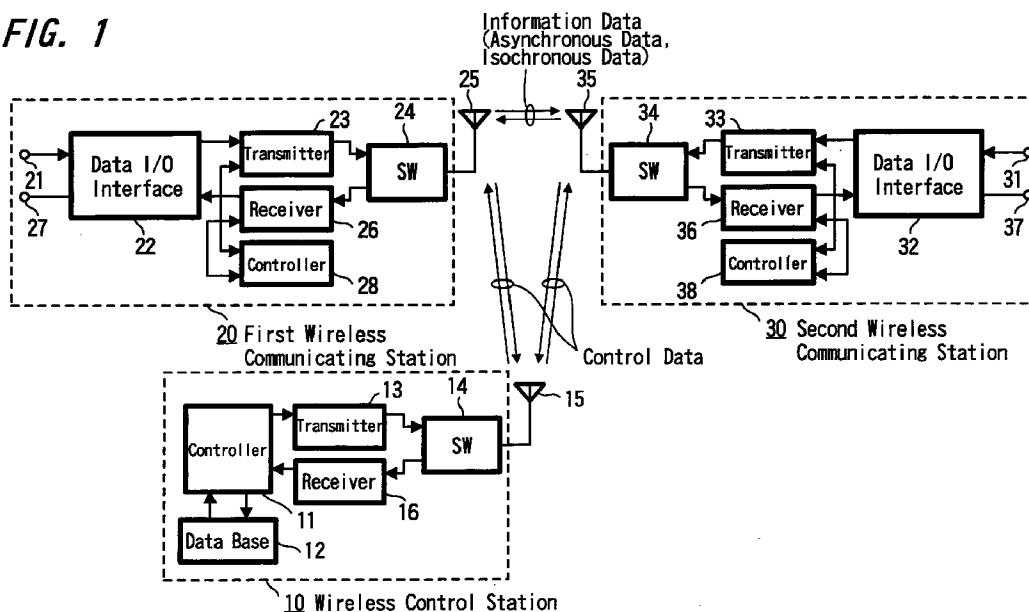 FIG. 1
Information Data
(Asynchronous Data,
Isochronous Data)
25
35
23
24
34
33
21
Data I/O
Interface
Transmitter
SW
SW
Transmitter
Data I/O
Interface
31
27
22
Receiver
26
36
Receiver
32
37
Controller
28
38
Controller
20 First Wireless
Communicating Station
Control Data
30 Second Wireless
Communicating Station
13
14
15
Controller
Transmitter
SW
Receiver
11
16
Data Base
12
10 Wireless Control Station